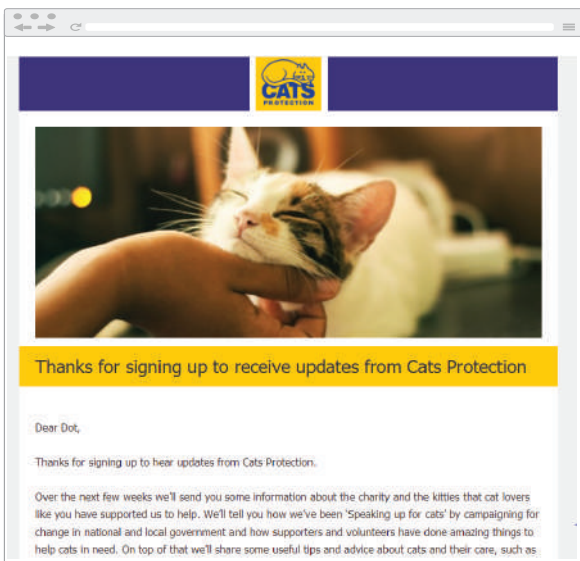 CATS
PROTECTION
Thanks for signing up to receive updates from Cats Protection
Dear Dot,
Thanks for signing up to hear updates from Cats Protection.
Over the next few weeks we'll send you some information about the charity and the kitties that cat lovers
like you have supported us to help. We'll tell you how we've been 'Speaking up for cats' by campaigning for
change in national and local government and how supporters and volunteers have done amazing things to
help cats in need. On top of that we'll share some useful tips and advice about cats and their care, such as